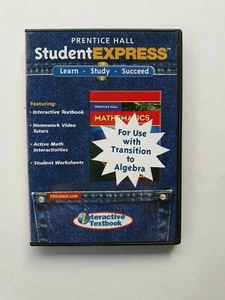 PRENTICE HALL
StudentEXPRESS™
Learn - Study - Succeed
Featuring:
• Interactive Textbook
• Homework Video
Tutors
• Active Math
Interactivities
• Student Worksheets
PRENTICE HALL
MATHEMATICS
For Use
with
Transition
to
Algebra
PHSchool.com
interactive
Textbook